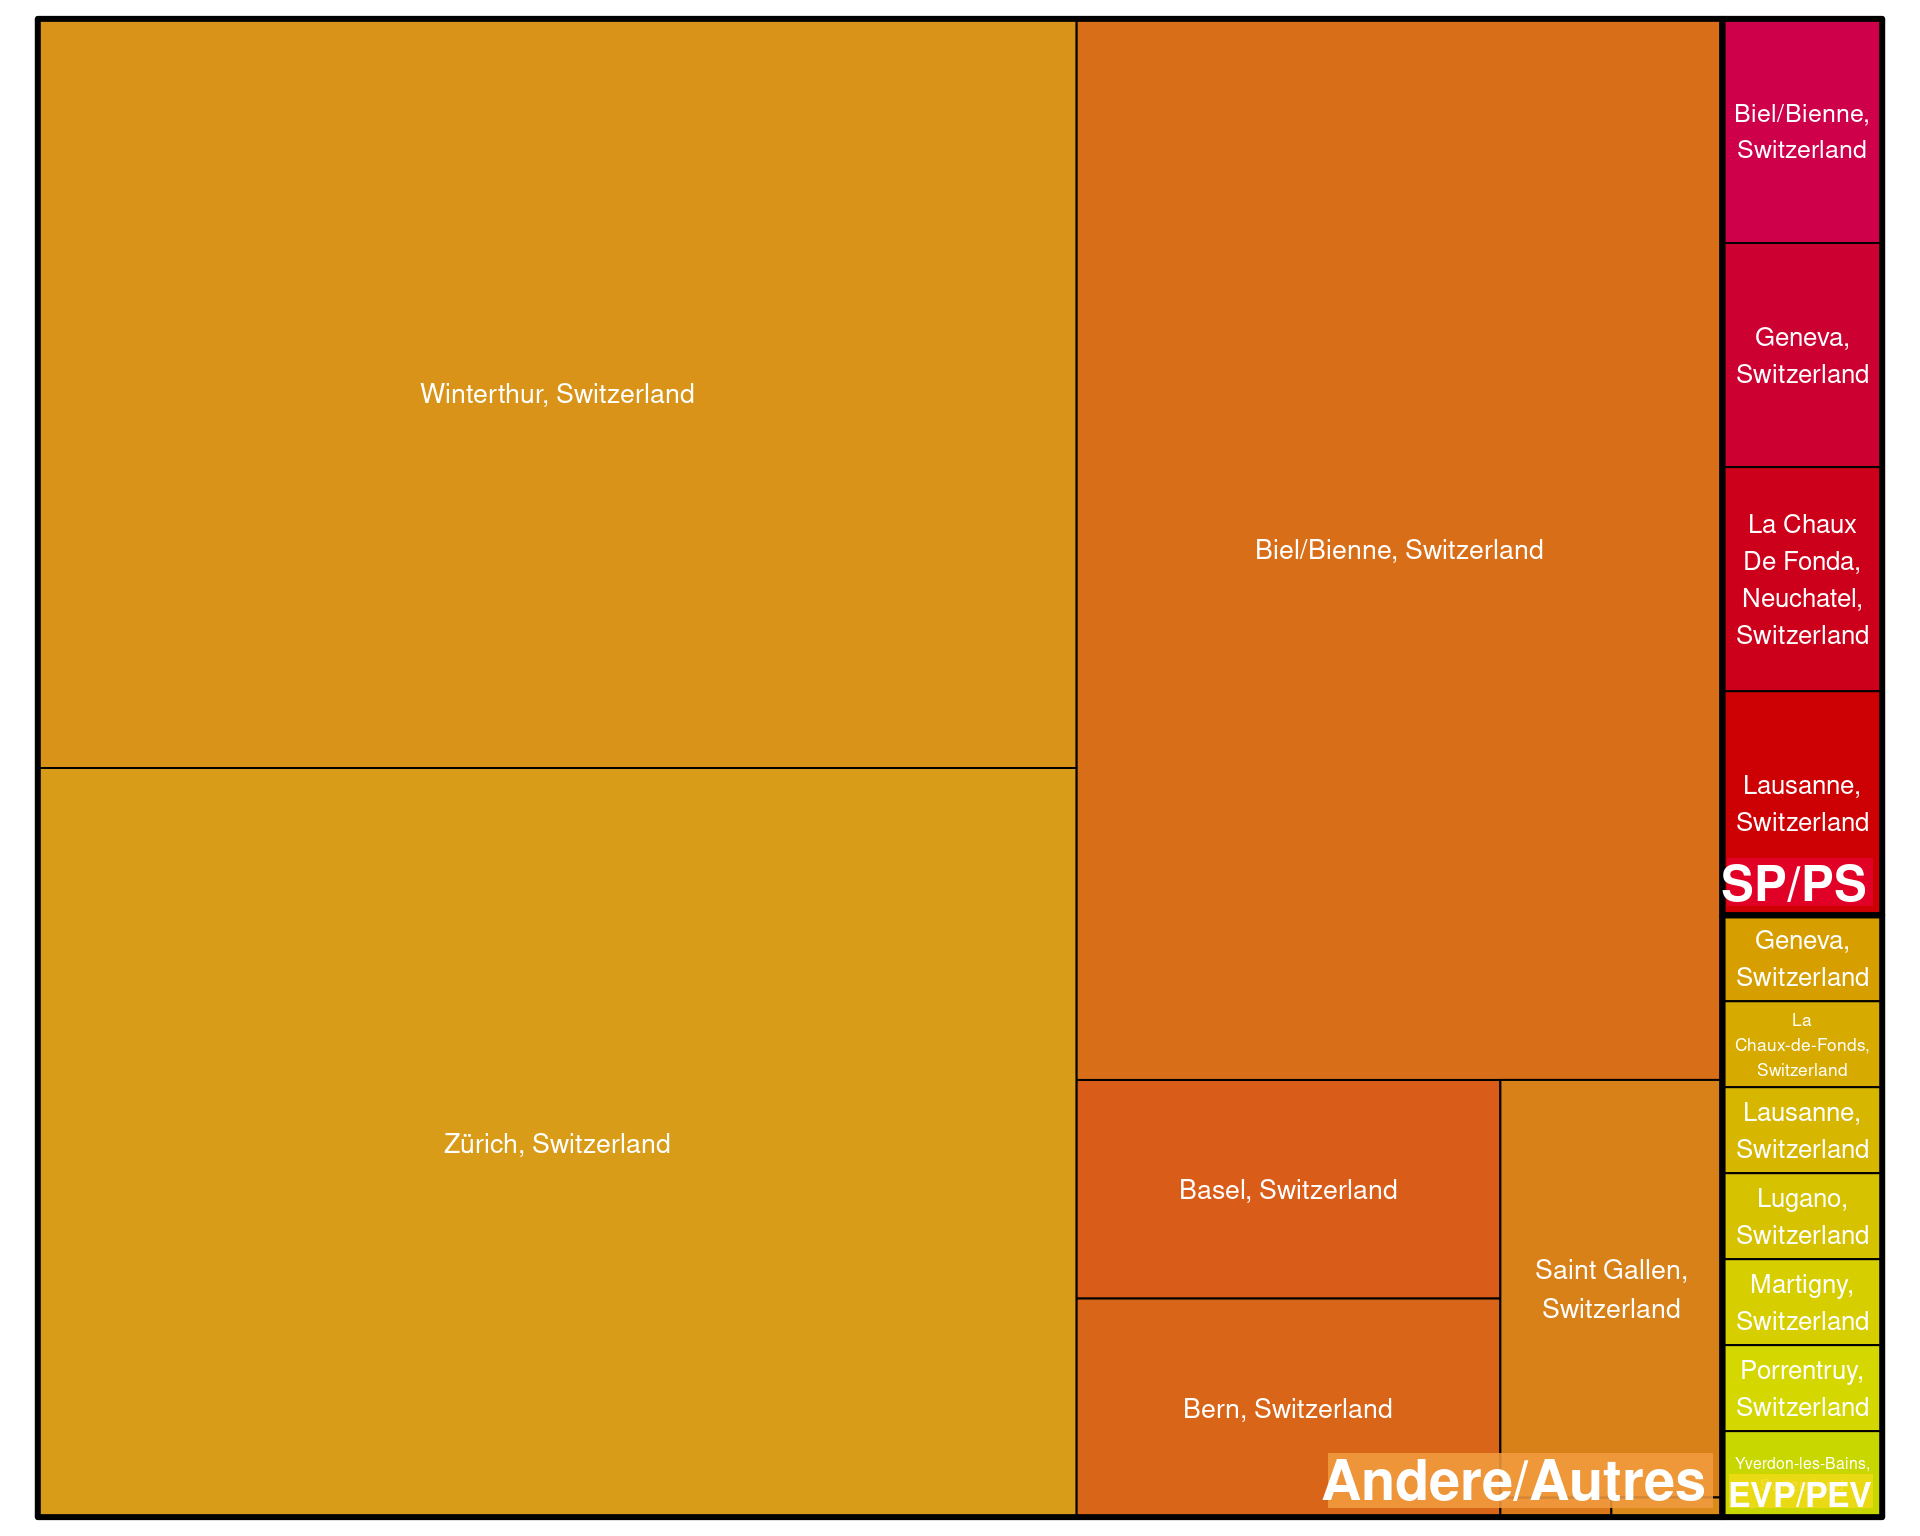 Winterthur, Switzerland
Zürich, Switzerland
Biel/Bienne, Switzerland
Basel, Switzerland
Bern, Switzerland
Saint Gallen,
Switzerland
Andere/Autres
Biel/Bienne,
Switzerland
Geneva,
Switzerland
La Chaux
De Fonda,
Neuchatel,
Switzerland
Lausanne,
Switzerland
SP/PS
Geneva,
Switzerland
La
Chaux-de-Fonds,
Switzerland
Lausanne,
Switzerland
Lugano,
Switzerland
Martigny,
Switzerland
Porrentruy,
Switzerland
Yverdon-les-Bains,
EVP/PEV